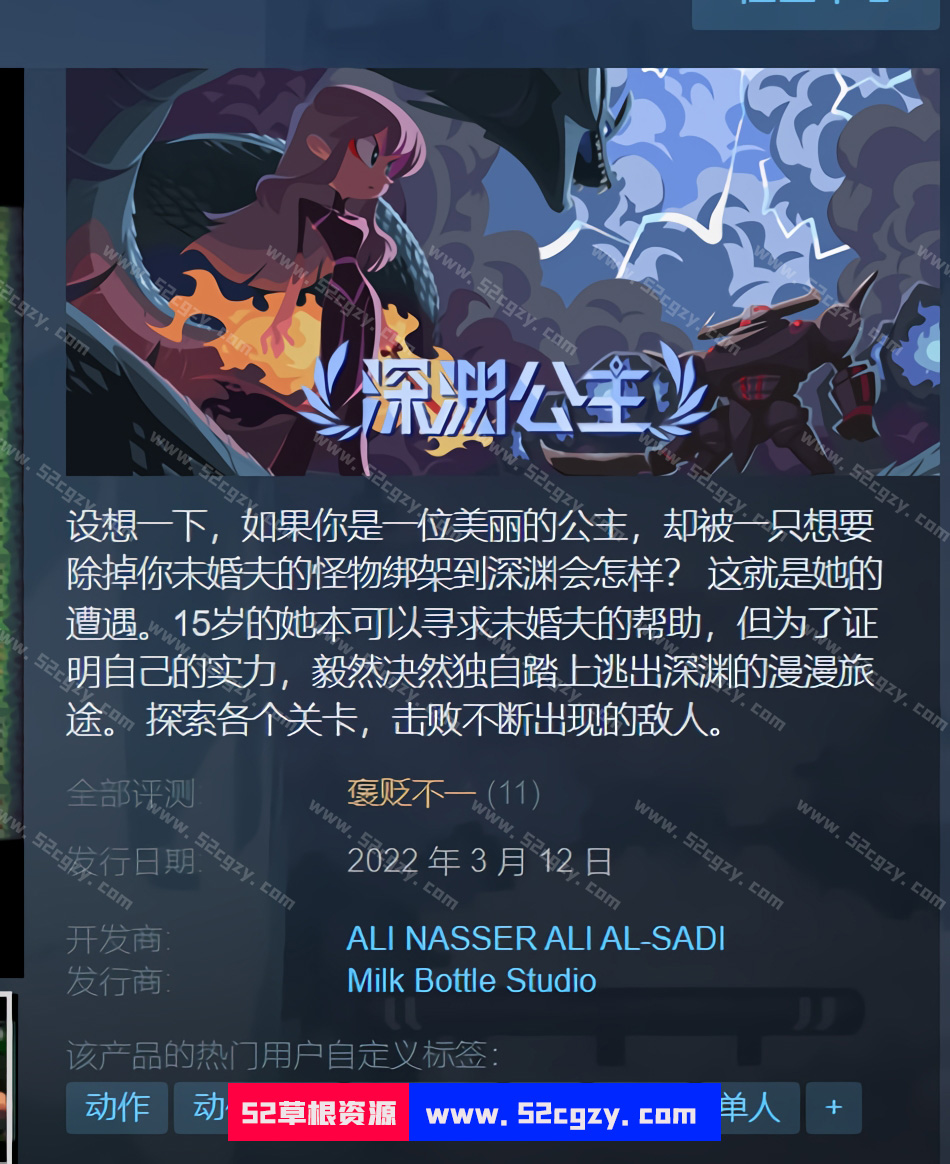 深渊公主
设想一下，如果你是一位美丽的公主，却被一只想要
除掉你未婚夫的怪物绑架到深渊会怎样？ 这就是她的
遭遇。15岁的她本可以寻求未婚夫的帮助，但为了证
明自己的实力，毅然决然独自踏上逃出深渊的漫漫旅
途。 探索各个关卡，击败不断出现的敌人。
全部评测: 褒贬不一 (11)
发行日期: 2022 年 3 月 12 日
开发商: ALI NASSER ALI AL-SADI
发行商: Milk Bottle Studio
该产品的热门用户自定义标签：
动作 动 单人 +
52草根资源 www.52cgzy.com
www.52cgzy.com